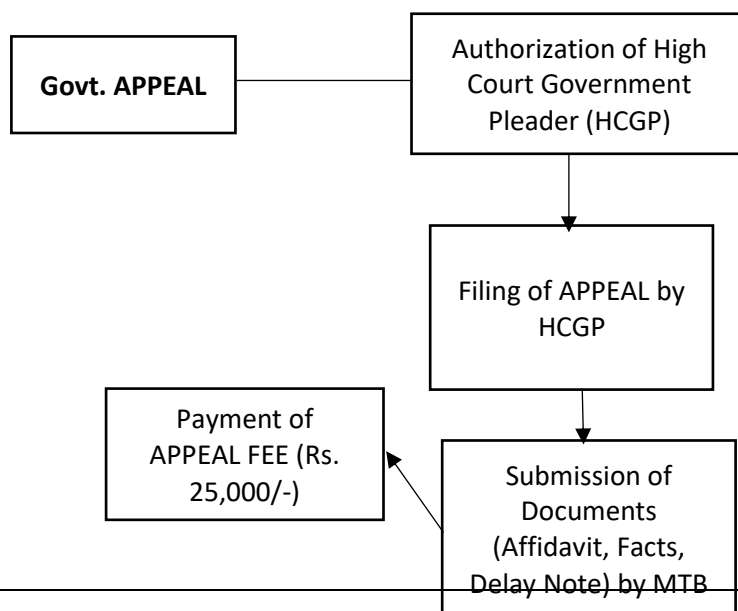 Govt. APPEAL
Authorization of High
Court Government
Pleader (HCGP)
Filing of APPEAL by
HCGP
Payment of
APPEAL FEE (Rs.
25,000/-)
Submission of
Documents
(Affidavit, Facts,
Delay Note) by MTB